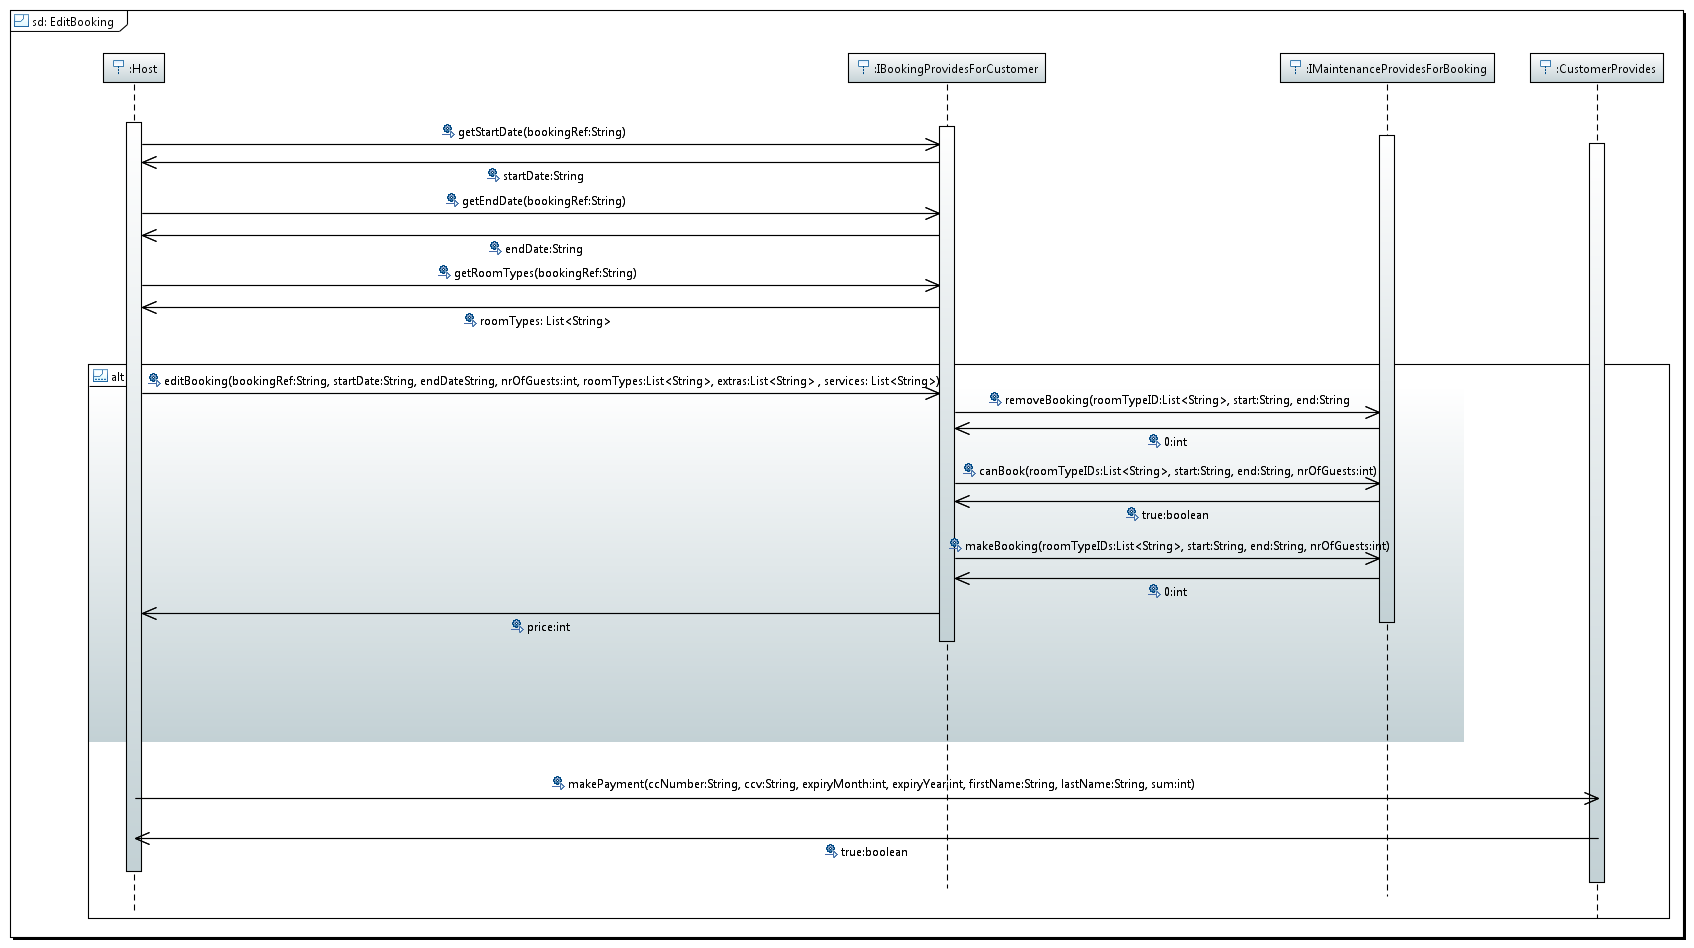 sd: EditBooking
:Host
:IBookingProvidesForCustomer
:IMaintenanceProvidesForBooking
:CustomerProvides
getStartDate(bookingRef:String)
startDate:String
getEndDate(bookingRef:String)
endDate:String
getRoomTypes(bookingRef:String)
roomTypes: List<String>
alt
editBooking(bookingRef:String, startDate:String, endDateString, nrOfGuests:int, roomTypes:List<String>, extras:List<String> , services: List<String>)
removeBooking(roomTypeID:List<String>, start:String, end:String
0:int
canBook(roomTypeIDs:List<String>, start:String, end:String, nrOfGuests:int)
true:boolean
makeBooking(roomTypeIDs:List<String>, start:String, end:String, nrOfGuests:int)
0:int
price:int
makePayment(ccNumber:String, ccv:String, expiryMonth:int, expiryYear:int, firstName:String, lastName:String, sum:int)
true:boolean